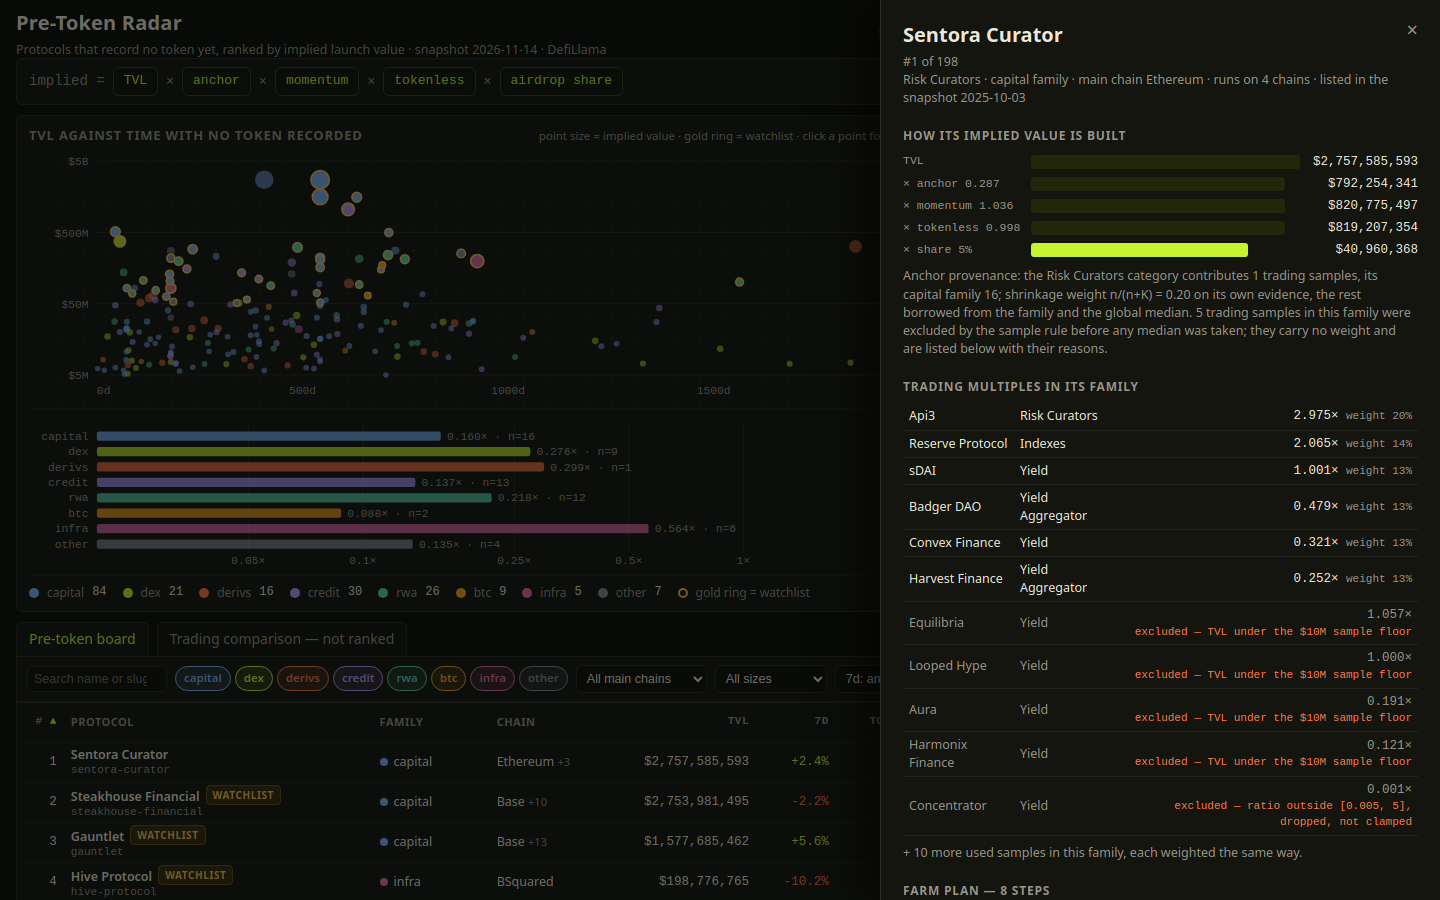 Pre-Token Radar
Protocols that record no token yet, ranked by implied launch value · snapshot 2026-11-14 · DefiLlama
implied = TVL × anchor × momentum × tokenless × airdrop share
TVL AGAINST TIME WITH NO TOKEN RECORDED
point size = implied value · gold ring = watchlist · click a point fo
$5B
$500M
$50M
$5M
0d 500d 1000d 1500d
capital 0.160× · n=16
dex 0.276× · n=9
derivs 0.299× · n=1
credit 0.137× · n=13
rwa 0.218× · n=12
btc 0.088× · n=2
infra 0.564× · n=6
other 0.135× · n=4
0.05× 0.1× 0.25× 0.5× 1×
capital 84 dex 21 derivs 16 credit 30 rwa 26 btc 9 infra 5 other 7 gold ring = watchlist
Pre-token board Trading comparison — not ranked
Search name or slug capital dex derivs credit rwa btc infra other All main chains All sizes 7d: an
# ▲ PROTOCOL FAMILY CHAIN TVL 7D TO
1 Sentora Curator capital Ethereum +3 $2,757,585,593 +2.4%
sentora-curator
2 Steakhouse Financial WATCHLIST capital Base +10 $2,753,981,495 -2.2%
steakhouse-financial
3 Gauntlet WATCHLIST capital Base +13 $1,577,685,462 +5.6%
gauntlet
4 Hive Protocol WATCHLIST infra BSquared $198,776,765 -10.2%
hive-protocol
Sentora Curator ×
#1 of 198
Risk Curators · capital family · main chain Ethereum · runs on 4 chains · listed in the
snapshot 2025-10-03
HOW ITS IMPLIED VALUE IS BUILT
TVL $2,757,585,593
× anchor 0.287 $792,254,341
× momentum 1.036 $820,775,497
× tokenless 0.998 $819,207,354
× share 5% $40,960,368
Anchor provenance: the Risk Curators category contributes 1 trading samples, its
capital family 16; shrinkage weight n/(n+K) = 0.20 on its own evidence, the rest
borrowed from the family and the global median. 5 trading samples in this family were
excluded by the sample rule before any median was taken; they carry no weight and
are listed below with their reasons.
TRADING MULTIPLES IN ITS FAMILY
Api3 Risk Curators 2.975× weight 20%
Reserve Protocol Indexes 2.065× weight 14%
sDAI Yield 1.001× weight 13%
Badger DAO Yield Aggregator 0.479× weight 13%
Convex Finance Yield 0.321× weight 13%
Harvest Finance Yield Aggregator 0.252× weight 13%
Equilibria Yield 1.057×
excluded — TVL under the $10M sample floor
Looped Hype Yield 1.000×
excluded — TVL under the $10M sample floor
Aura Yield 0.191×
excluded — TVL under the $10M sample floor
Harmonix Finance Yield 0.121×
excluded — TVL under the $10M sample floor
Concentrator Yield 0.001×
excluded — ratio outside [0.005, 5],
dropped, not clamped
+ 10 more used samples in this family, each weighted the same way.
FARM PLAN — 8 STEPS